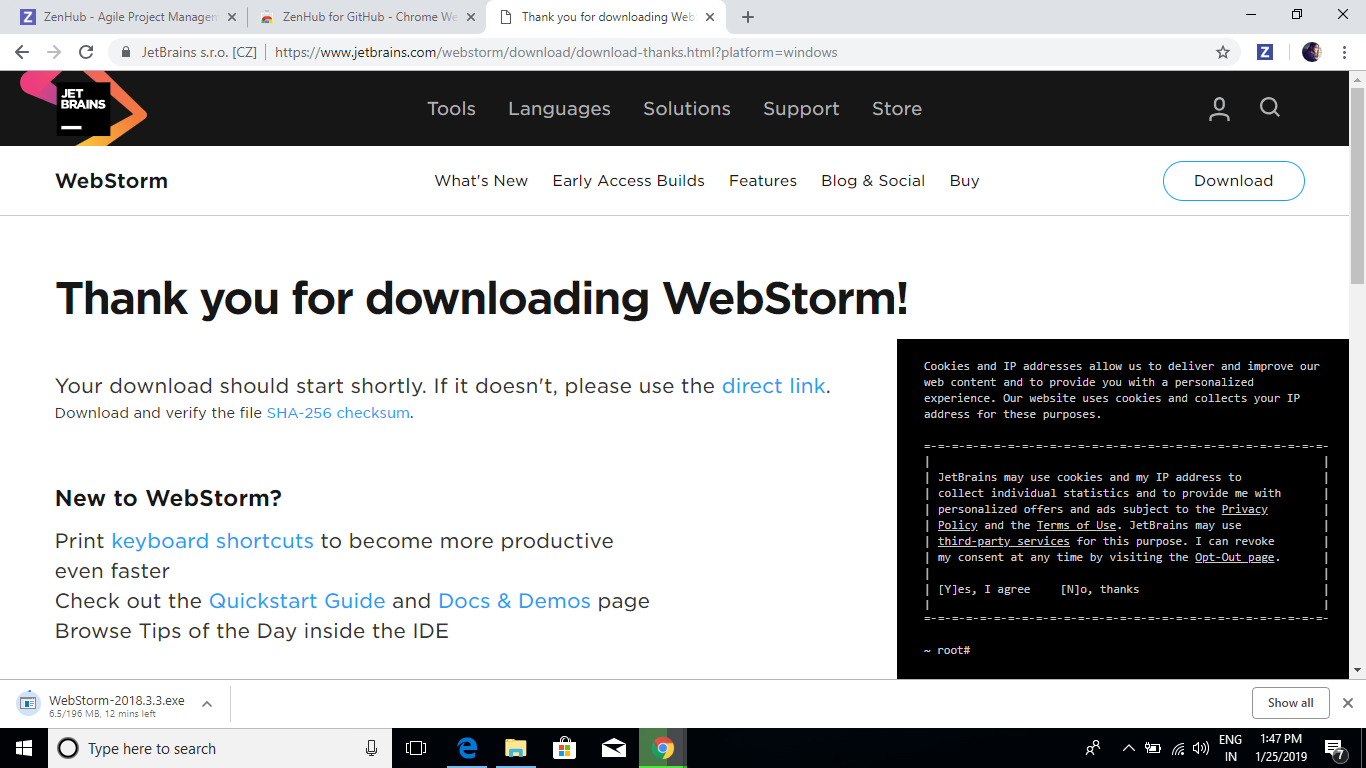 ZenHub - Agile Project Managem
ZenHub for GitHub - Chrome We
Thank you for downloading Web
JetBrains s.r.o. [CZ] | https://www.jetbrains.com/webstorm/download/download-thanks.html?platform=windows
JET
BRAINS
Tools Languages Solutions Support Store
WebStorm
What's New Early Access Builds Features Blog & Social Buy
Download
Thank you for downloading WebStorm!
Your download should start shortly. If it doesn't, please use the direct link.
Download and verify the file SHA-256 checksum.
New to WebStorm?
Print keyboard shortcuts to become more productive
even faster
Check out the Quickstart Guide and Docs & Demos page
Browse Tips of the Day inside the IDE
Cookies and IP addresses allow us to deliver and improve our
web content and to provide you with a personalized
experience. Our website uses cookies and collects your IP
address for these purposes.
JetBrains may use cookies and my IP address to
collect individual statistics and to provide me with
personalized offers and ads subject to the Privacy
Policy and the Terms of Use. JetBrains may use
third-party services for this purpose. I can revoke
my consent at any time by visiting the Opt-Out page.
[Y]es, I agree [N]o, thanks
~ root#
WebStorm-2018.3.3.exe
6.5/196 MB, 12 mins left
Show all
Type here to search
ENG
IN
1:47 PM
1/25/2019
7